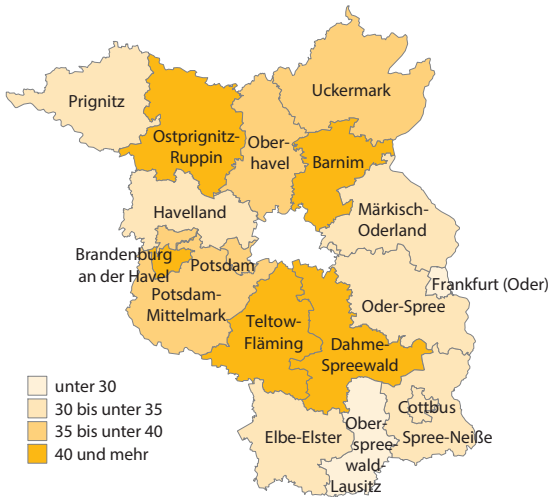 Uckermark
Prignitz
Ostprignitz-
Ruppin
Ober-
havel
Barnim
Havelland
Märkisch-
Oderland
Brandenburg
an der Havel
Potsdam
Frankfurt (Oder)
Potsdam-
Mittelmark
Oder-Spree
Teltow-
Fläming
Dahme-
Spreewald
unter 30
30 bis unter 35
35 bis unter 40
40 und mehr
Cottbus
Elbe-Elster
Ober-
spree-
wald-
Lausitz
Spree-Neiße